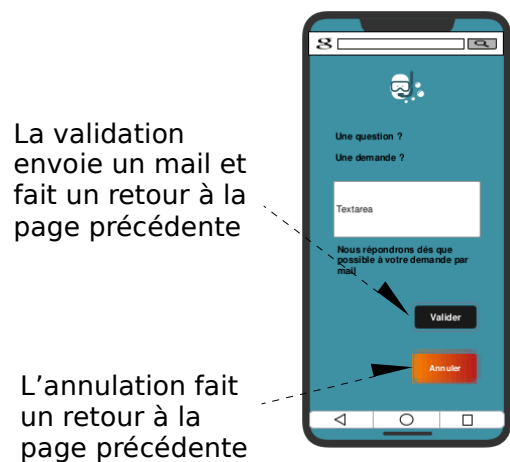 g
Une question ?
Une demande ?
La validation
envoie un mail et
fait un retour à la
page précédente
Textarea
Nous répondrons dés que
possible à votre demande par
mail
Valider
Annuler
L’annulation fait
un retour à la
page précédente